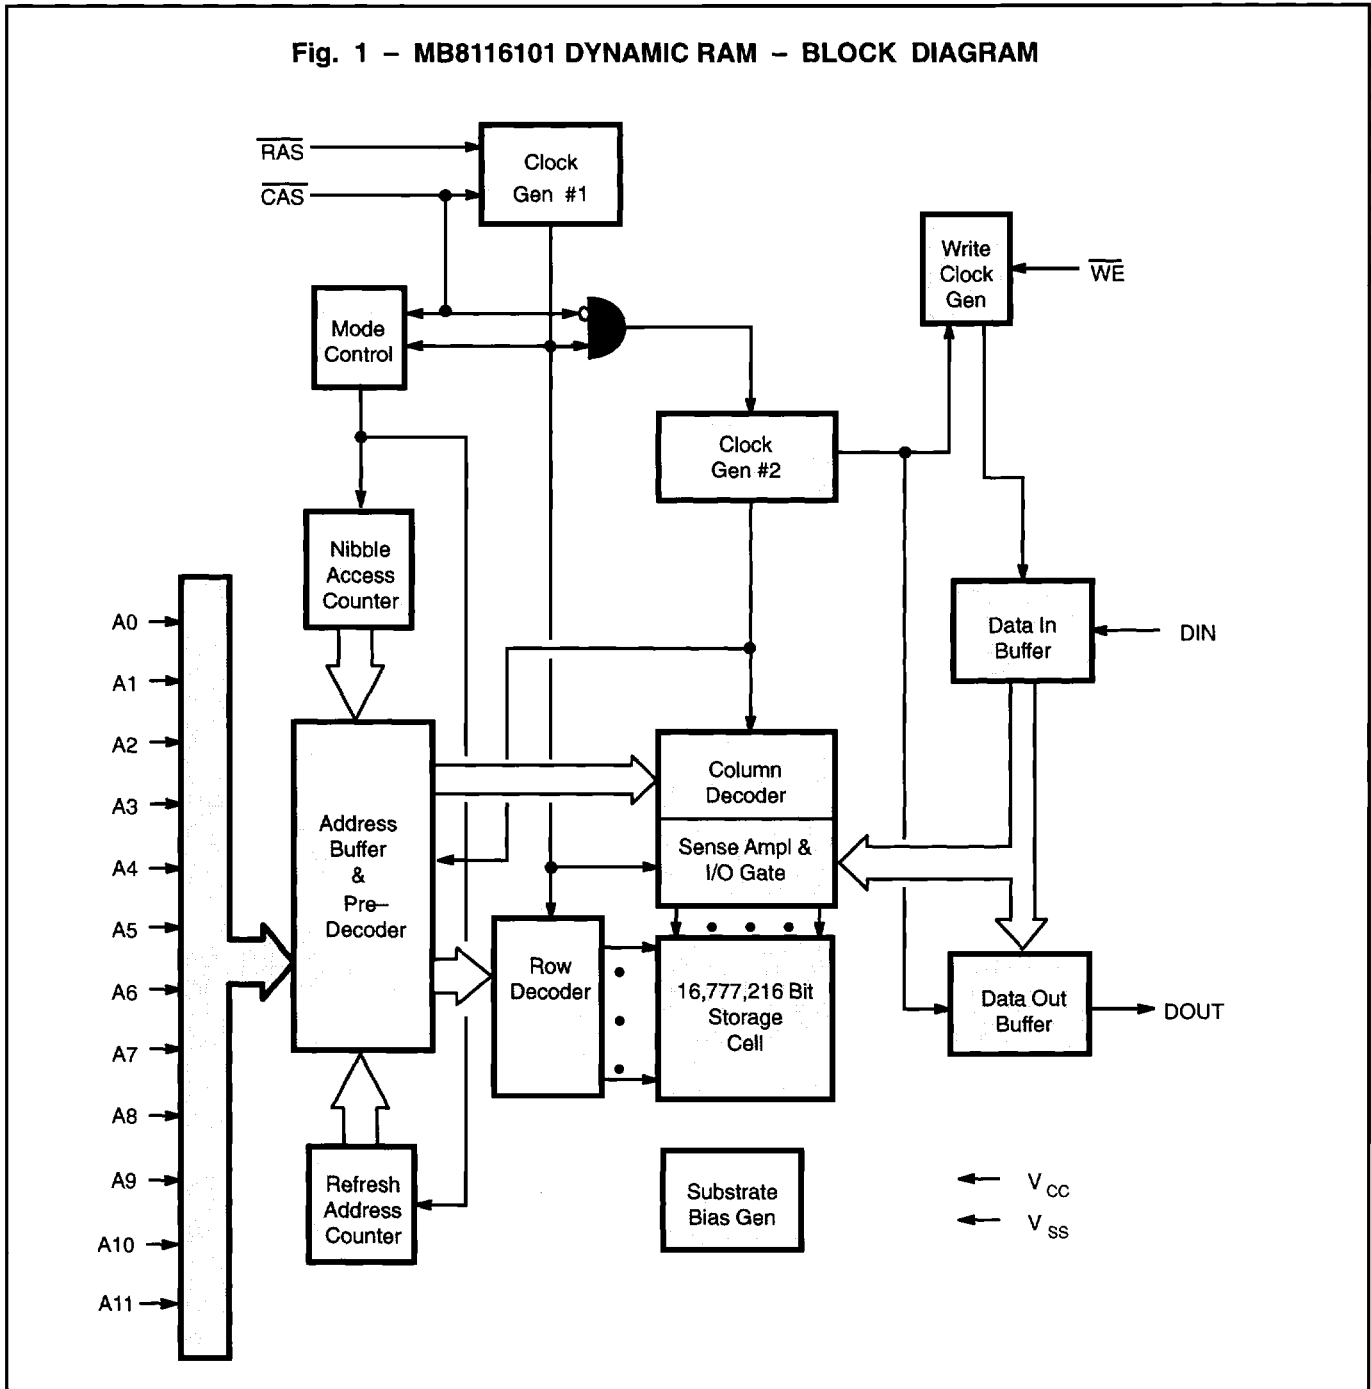 Fig. 1 – MB8116101 DYNAMIC RAM – BLOCK DIAGRAM
RAS
CAS
Clock
Gen #1
Write
Clock
Gen
WE
Mode
Control
Clock
Gen #2
Nibble
Access
Counter
Data In
Buffer
DIN
A0
A1
A2
A3
A4
A5
A6
A7
A8
A9
A10
A11
Address
Buffer
&
Pre–
Decoder
Column
Decoder
Sense Ampl &
I/O Gate
Row
Decoder
16,777,216 Bit
Storage
Cell
Data Out
Buffer
DOUT
Refresh
Address
Counter
Substrate
Bias Gen
VCC
VSS